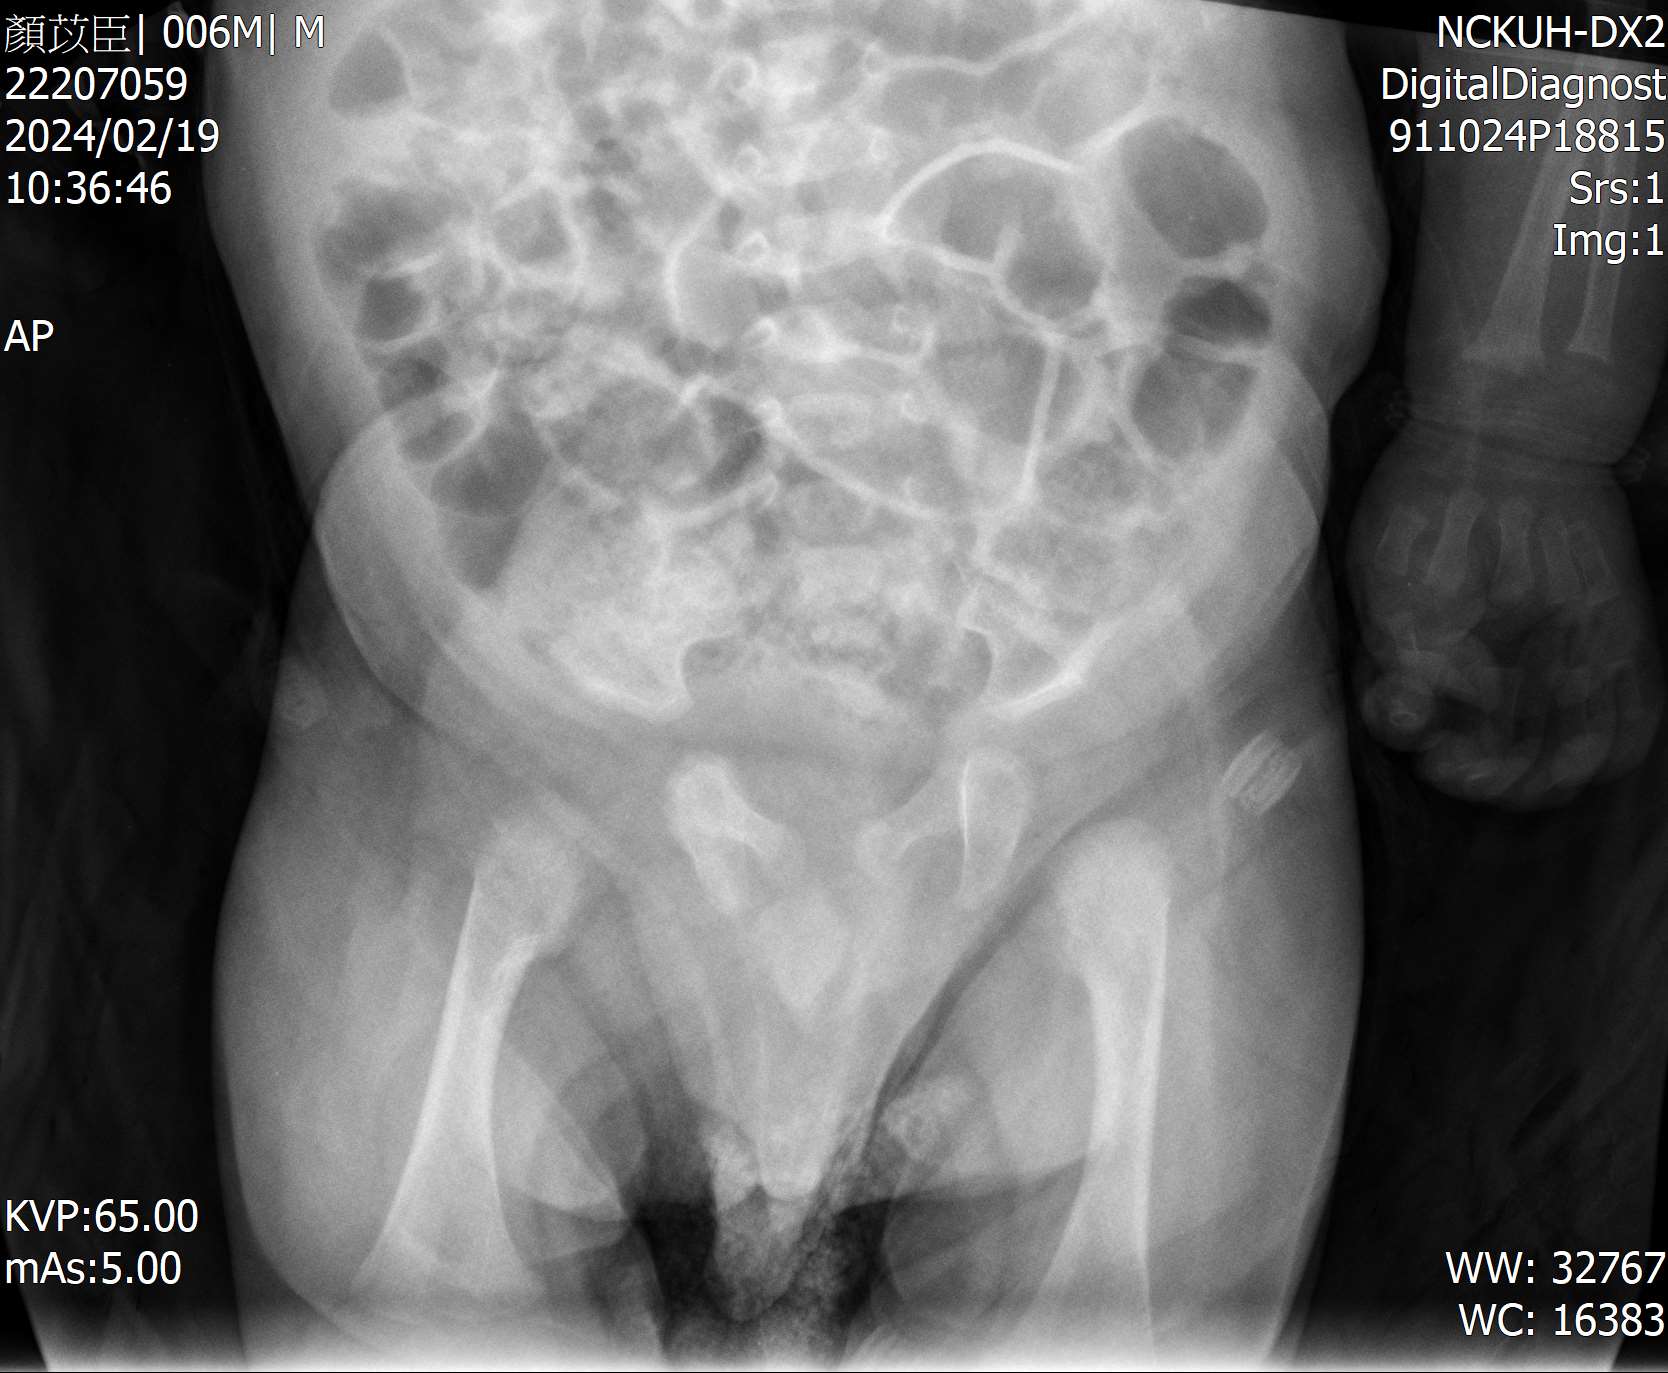 顏苡臣| 006M| M
22207059
2024/02/19
10:36:46
AP
KVP:65.00
mAs:5.00
NCKUH-DX2
DigitalDiagnost
911024P18815
Srs:1
Img:1
WW: 32767
WC: 16383